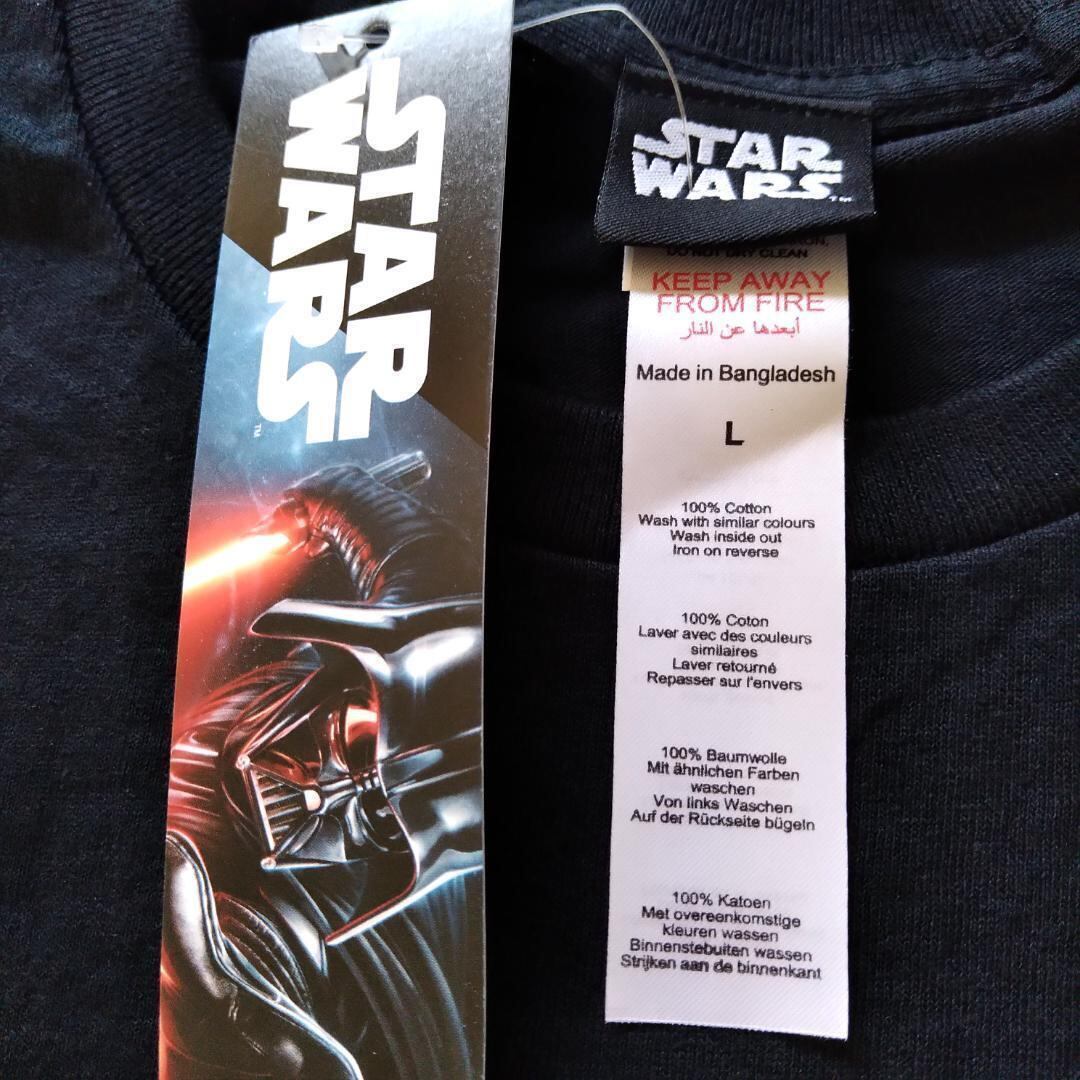 STAR
WARS
™
STAR
WARS
™
DO NOT DRY CLEAN
KEEP AWAY
FROM FIRE
أبعدها عن النار
Made in Bangladesh
L
100% Cotton
Wash with similar colours
Wash inside out
Iron on reverse
100% Coton
Laver avec des couleurs
similaires
Laver retourné
Repasser sur l'envers
100% Baumwolle
Mit ähnlichen Farben
waschen
Von links Waschen
Auf der Rückseite bügeln
100% Katoen
Met overeenkomstige
kleuren wassen
Binnenstebuiten wassen
Strijken aan de binnenkant